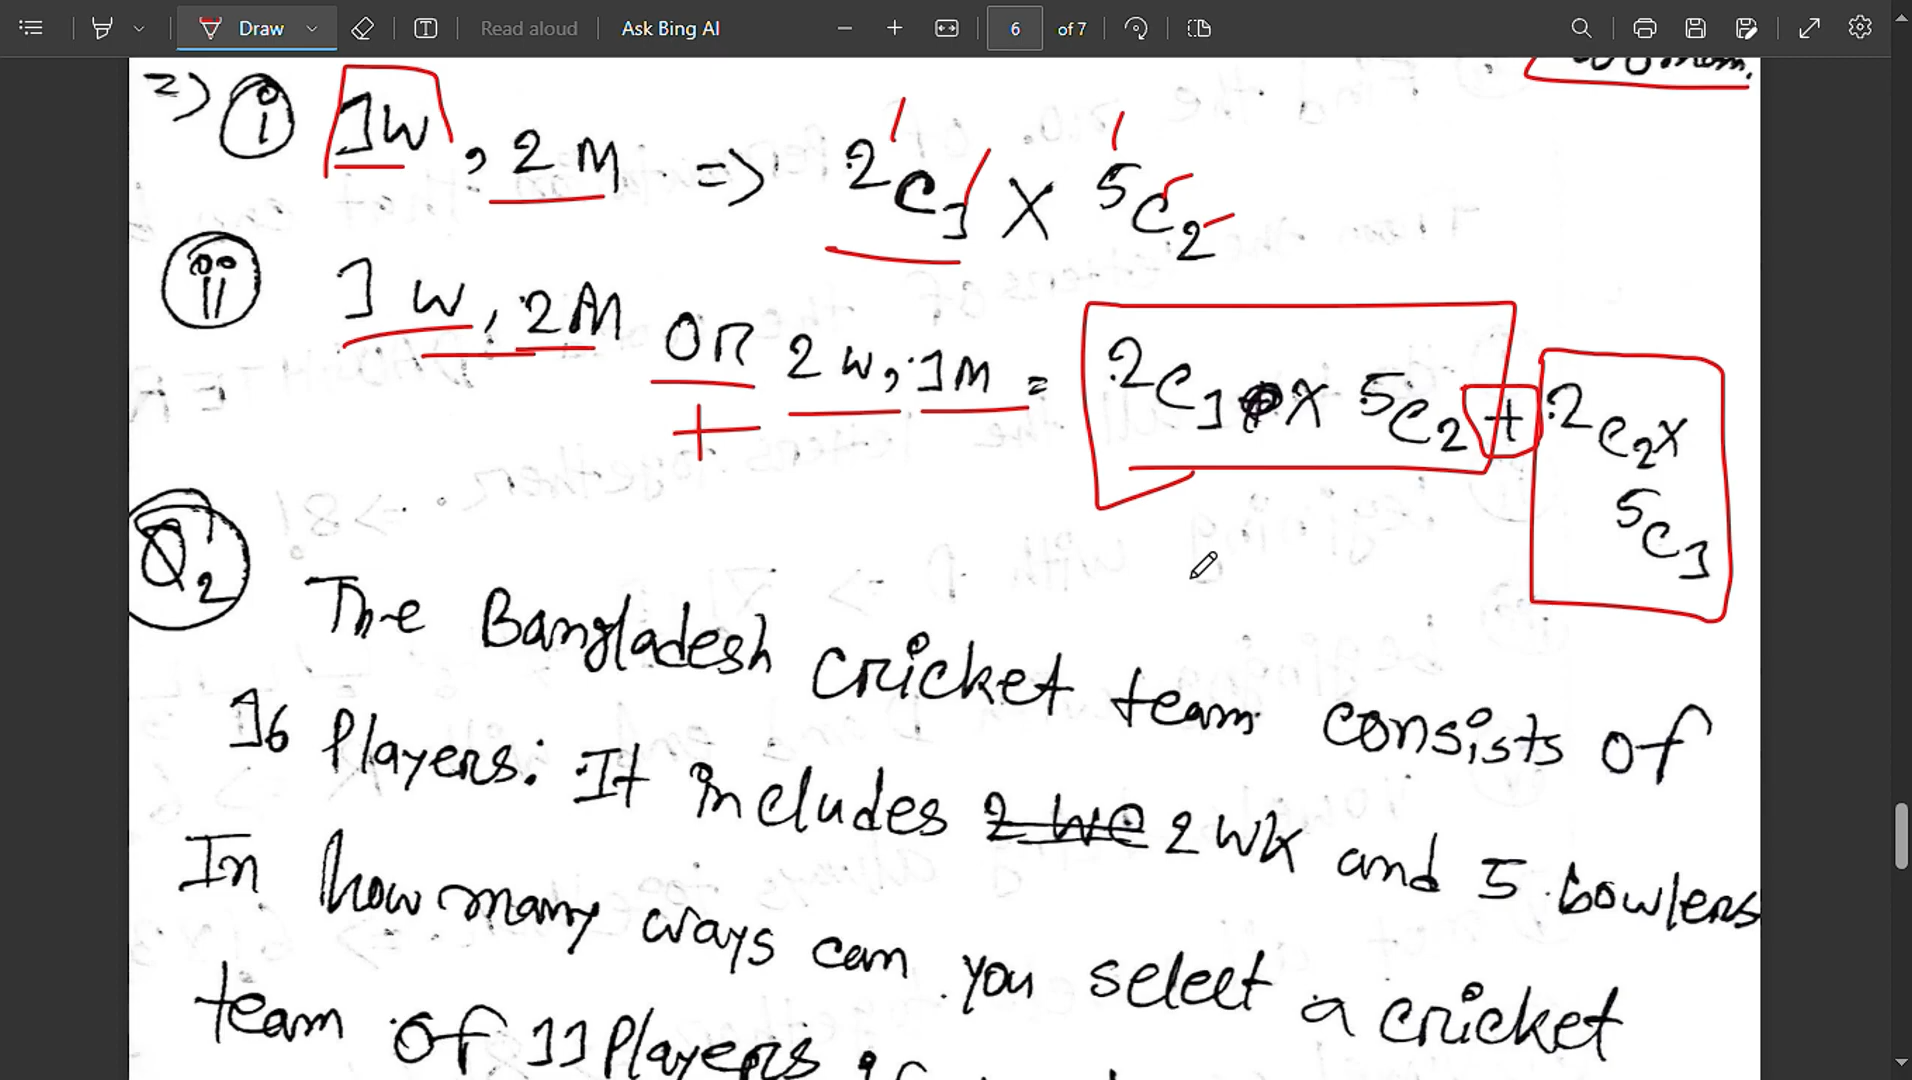 Draw
Read aloud
Ask Bing AI
6
of 7
i 1W, 2M => ²C₁ X ⁵C₂
ii 1W, 2M OR 2W, 1M = ²C₁ X ⁵C₂ + ²C₂ X
+
⁵C₁
Q2
The Bangladesh cricket team consists of
16 Players. It includes 2 WK and 5 bowlers
In how many ways can you select a cricket
team of 11 Players if